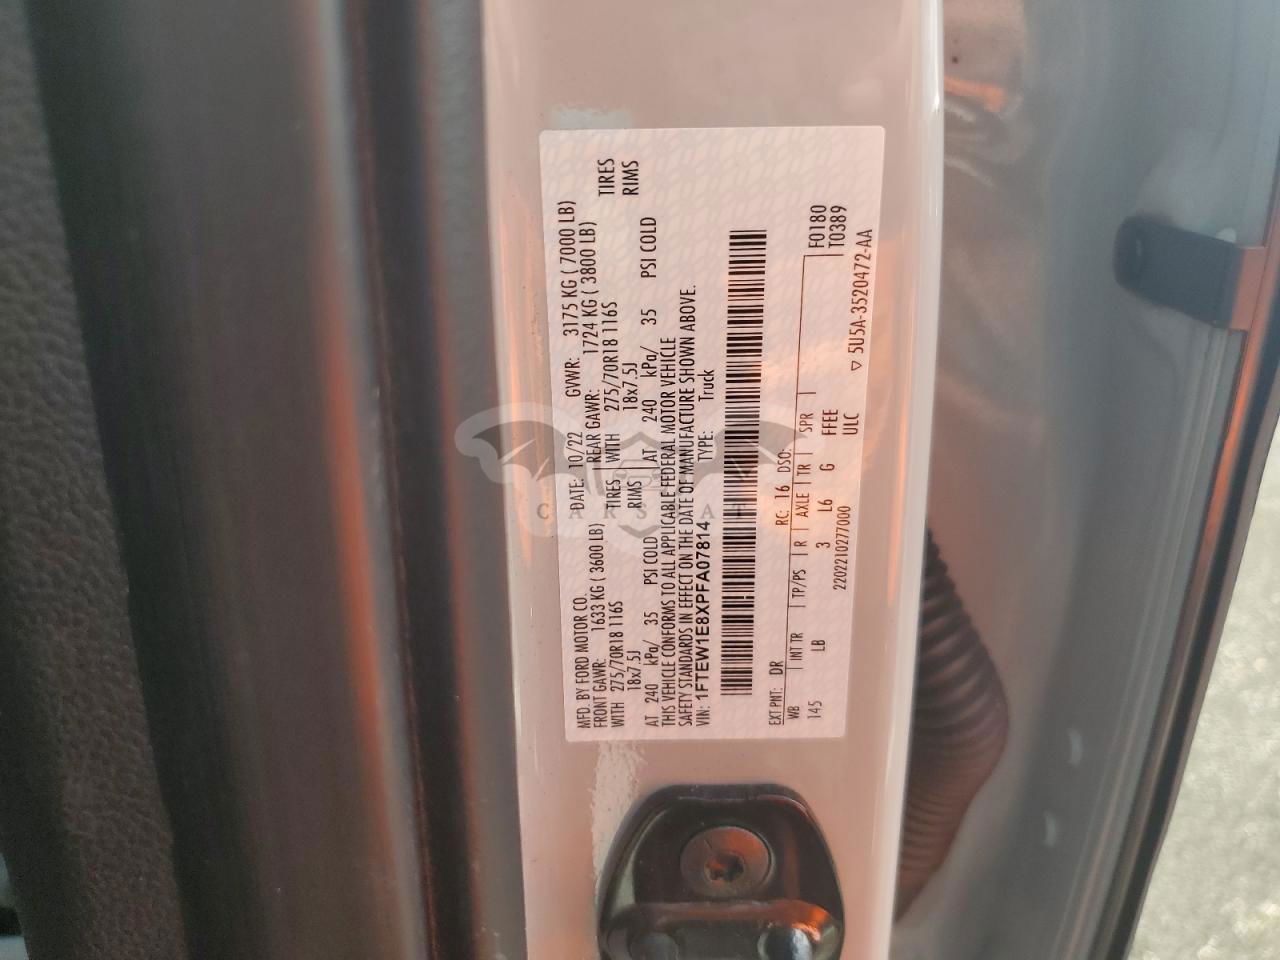 MFD. BY FORD MOTOR CO. DATE: 10/22 GVWR: 3175 KG ( 7000 LB)
FRONT GAWR: 1633 KG ( 3600 LB) REAR GAWR: 1724 KG ( 3800 LB)
WITH 275/70R18 116S TIRES WITH 275/70R18 116S TIRES
18x7.5J RIMS 18x7.5J RIMS
AT 240 kPa/ 35 PSI COLD AT 240 kPa/ 35 PSI COLD
THIS VEHICLE CONFORMS TO ALL APPLICABLE FEDERAL MOTOR VEHICLE
SAFETY STANDARDS IN EFFECT ON THE DATE OF MANUFACTURE SHOWN ABOVE.
VIN: 1FTEW1E8XPFA07814 TYPE: Truck
EXT PNT: DR RC: 16 DSO: F0180
WB INT TR TP/PS R AXLE TR SPR T0389
145 LB 3 L6 G FFEE
2202210277000 ULC
▽ 5U5A-3520472-AA
CARSBAT